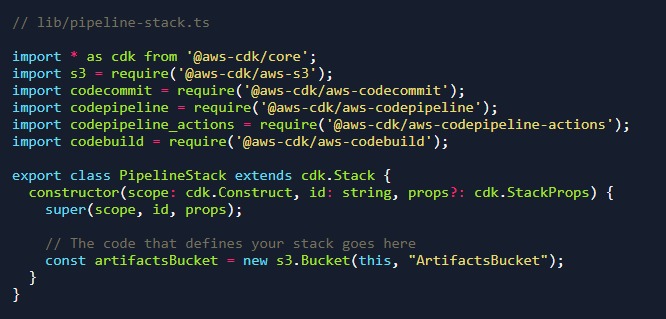 // lib/pipeline-stack.ts
import * as cdk from '@aws-cdk/core';
import s3 = require('@aws-cdk/aws-s3');
import codecommit = require('@aws-cdk/aws-codecommit');
import codepipeline = require('@aws-cdk/aws-codepipeline');
import codepipeline_actions = require('@aws-cdk/aws-codepipeline-actions');
import codebuild = require('@aws-cdk/aws-codebuild');
export class PipelineStack extends cdk.Stack {
constructor(scope: cdk.Construct, id: string, props?: cdk.StackProps) {
super(scope, id, props);
// The code that defines your stack goes here
const artifactsBucket = new s3.Bucket(this, "ArtifactsBucket");
}
}